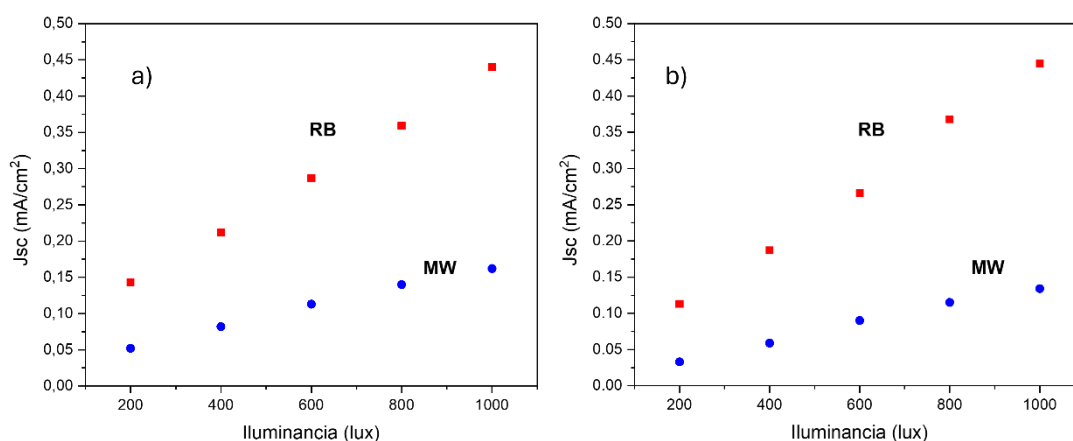 a)
RB
MW
Jsc (mA/cm²)
0,50
0,45
0,40
0,35
0,30
0,25
0,20
0,15
0,10
0,05
0,00
200 400 600 800 1000
Iluminancia (lux)
b)
RB
MW
Jsc (mA/cm²)
0,50
0.45
0.40
0.35
0.30
0.25
0.20
0.15
0.10
0.05
0.00
200 400 600 800 1000
Iluminancia (lux)